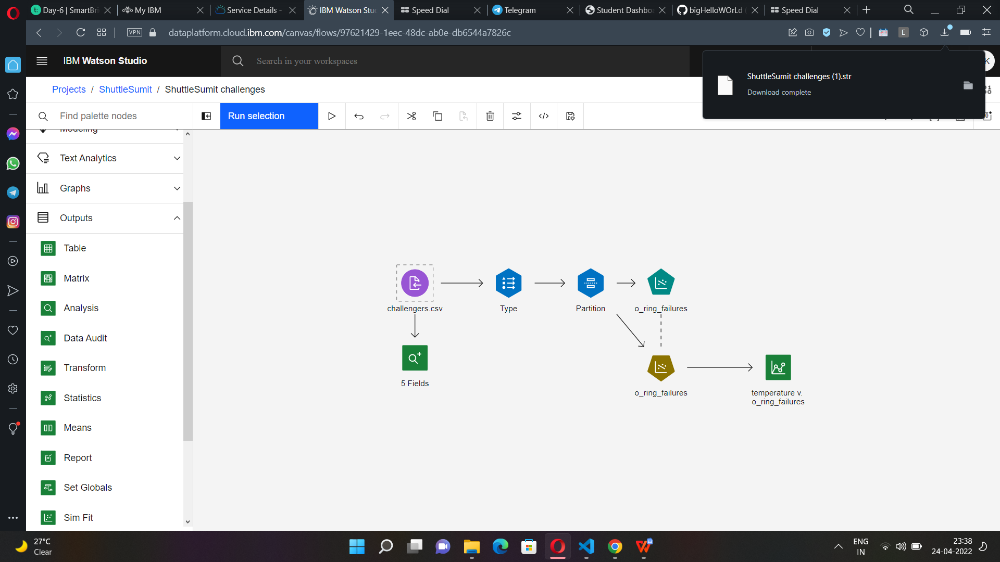 Day-6 | SmartBri
My IBM
Service Details -
IBM Watson Stu
Speed Dial
Telegram
Student Dashbo
bigHelloWOrLd (
Speed Dial
VPN
dataplatform.cloud.ibm.com/canvas/flows/97621429-1eec-48dc-ab0e-db6544a7826c
E
IBM Watson Studio
Search in your workspaces
K
ShuttleSumit challenges (1).str
Download complete
Projects / ShuttleSumit / ShuttleSumit challenges
Find palette nodes
Run selection
Modeling
Text Analytics
Graphs
Outputs
Table
Matrix
Analysis
Data Audit
Transform
Statistics
Means
Report
Set Globals
Sim Fit
challengers.csv
Type
Partition
o_ring_failures
5 Fields
o_ring_failures
temperature v.
o_ring_failures
27°C
Clear
ENG
IN
23:38
24-04-2022